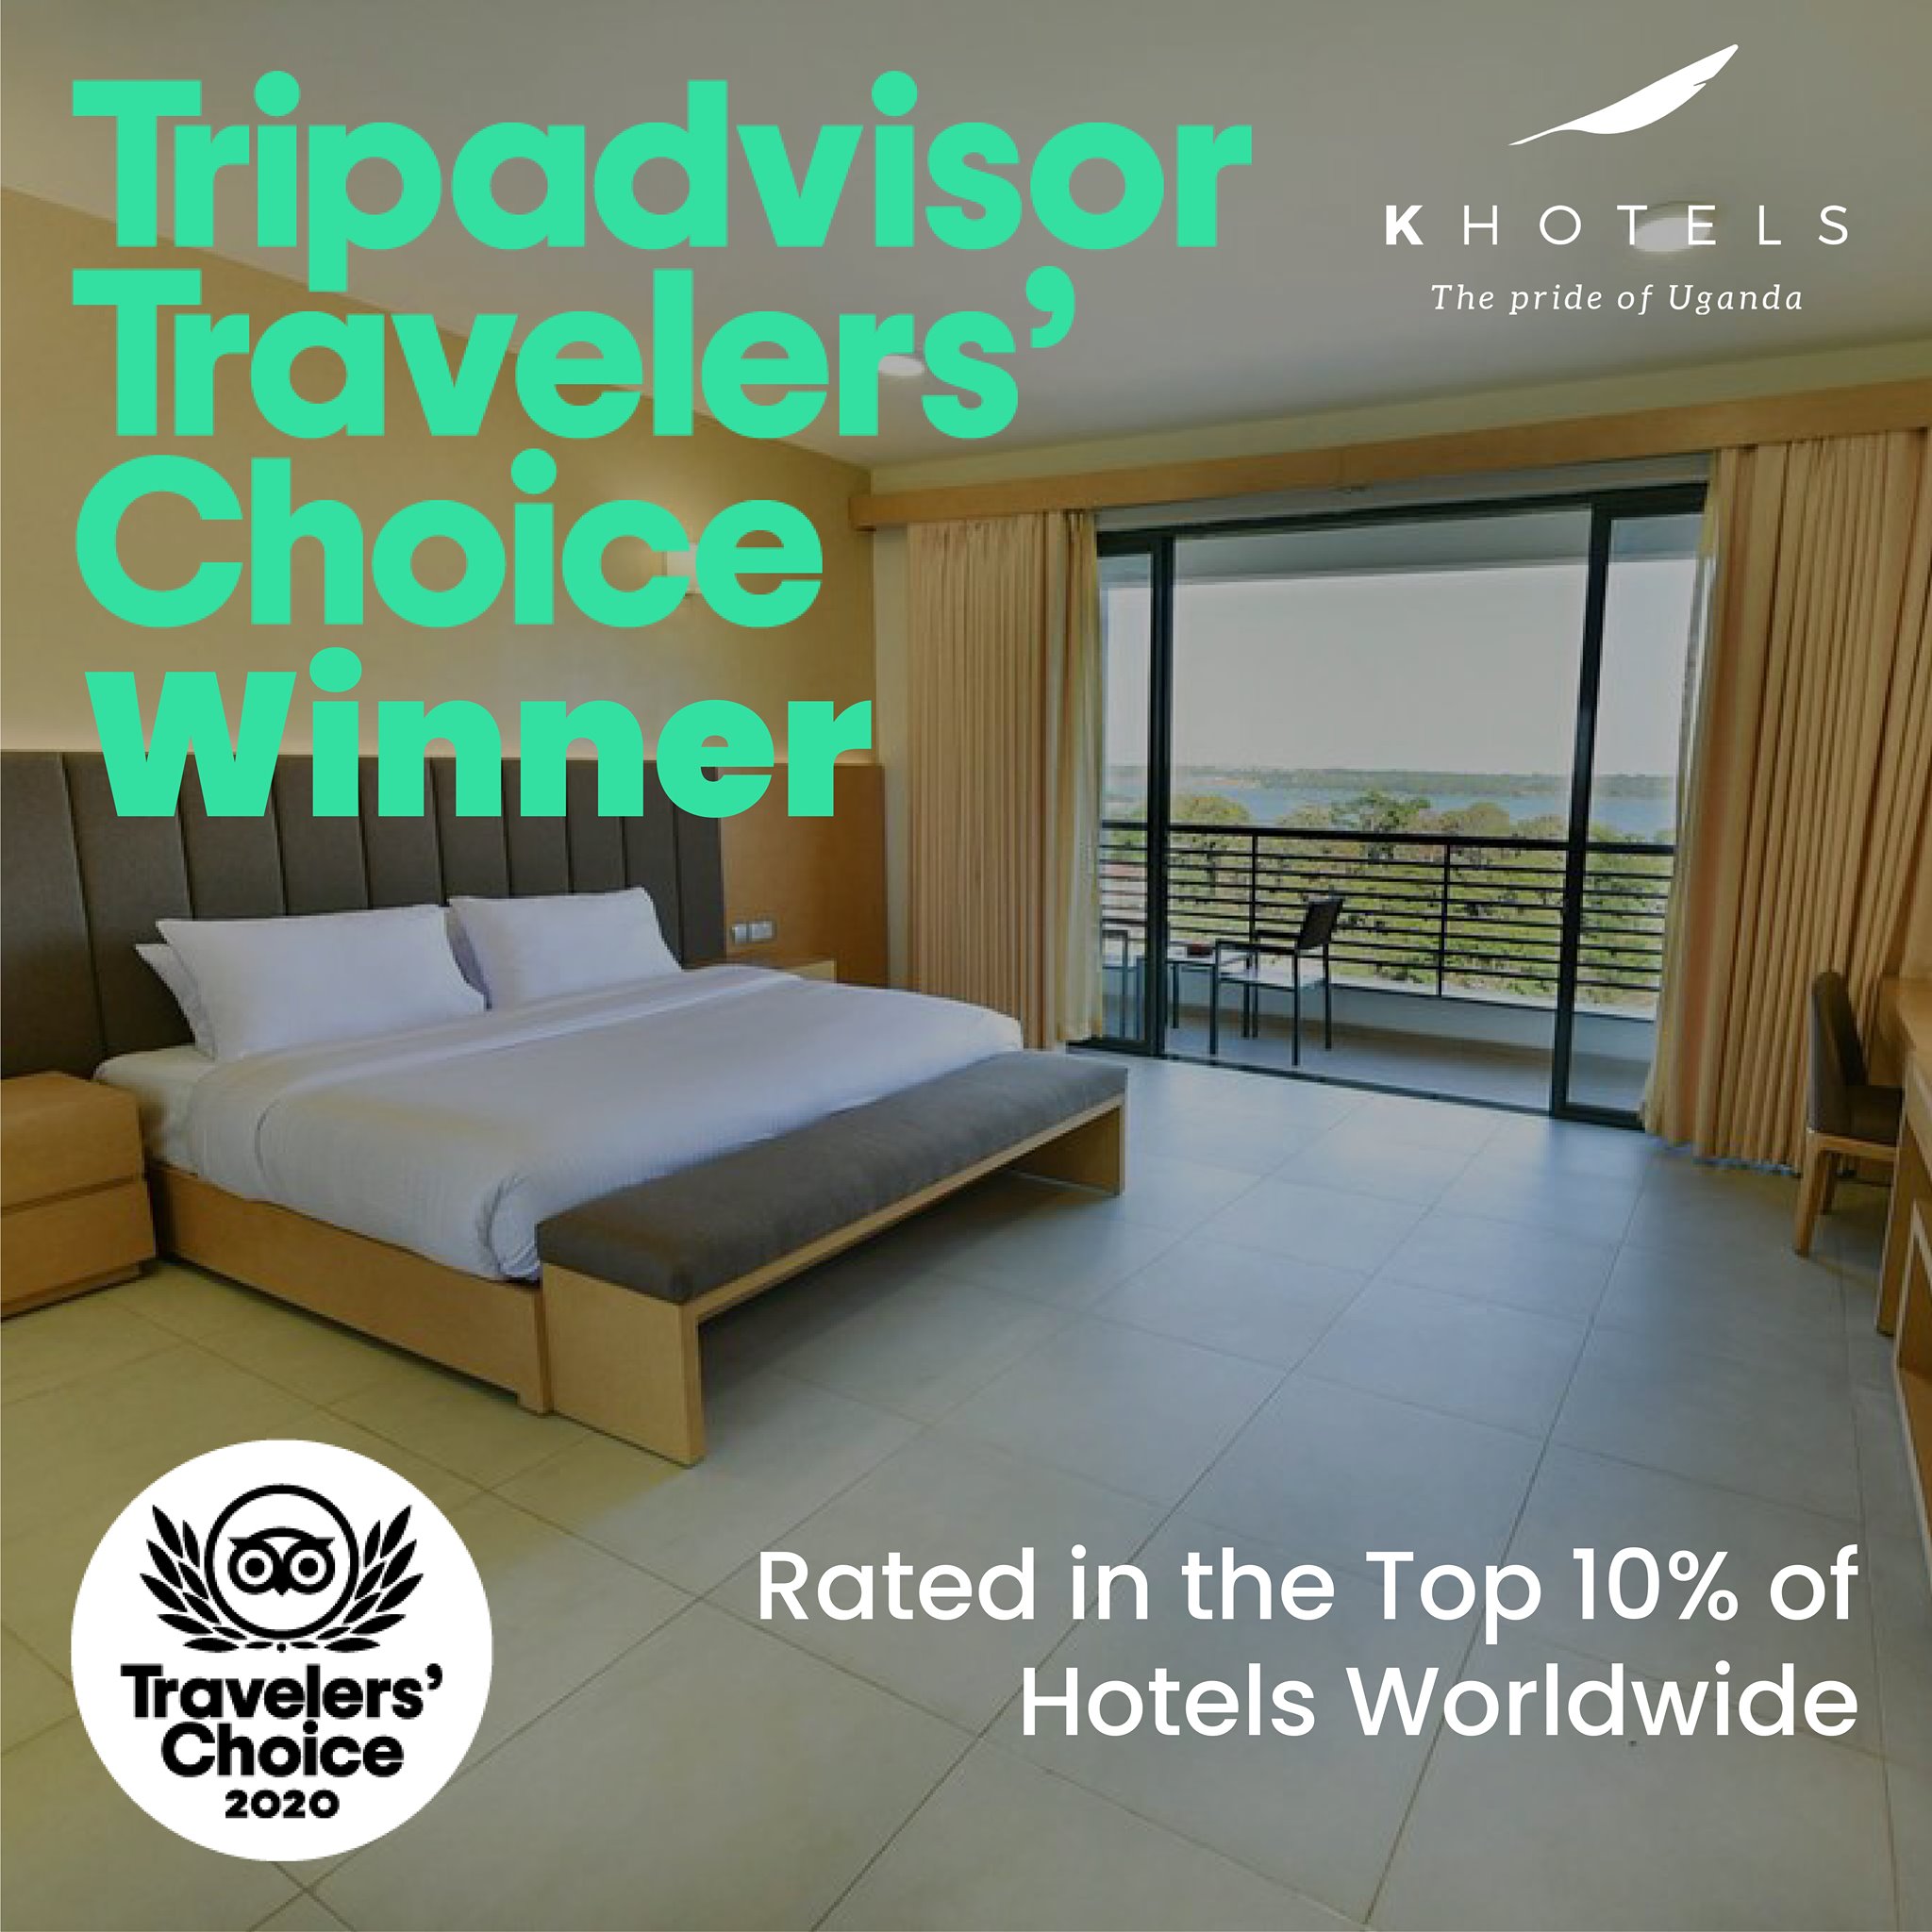 Tripadvisor
Travelers’
Choice
Winner
K HOTELS
The pride of Uganda
Travelers’
Choice
2020
Rated in the Top 10% of
Hotels Worldwide